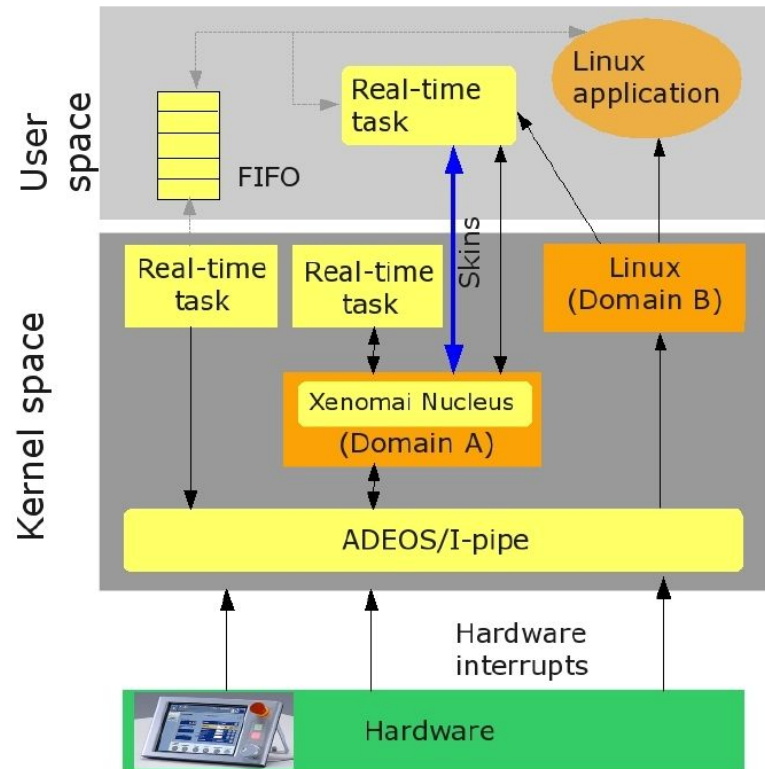 User
space
Linux
application
Real-time
task
FIFO
Skins
Kernel space
Real-time
task
Real-time
task
Linux
(Domain B)
Xenomai Nucleus
(Domain A)
ADEOS/I-pipe
Hardware
interrupts
Hardware